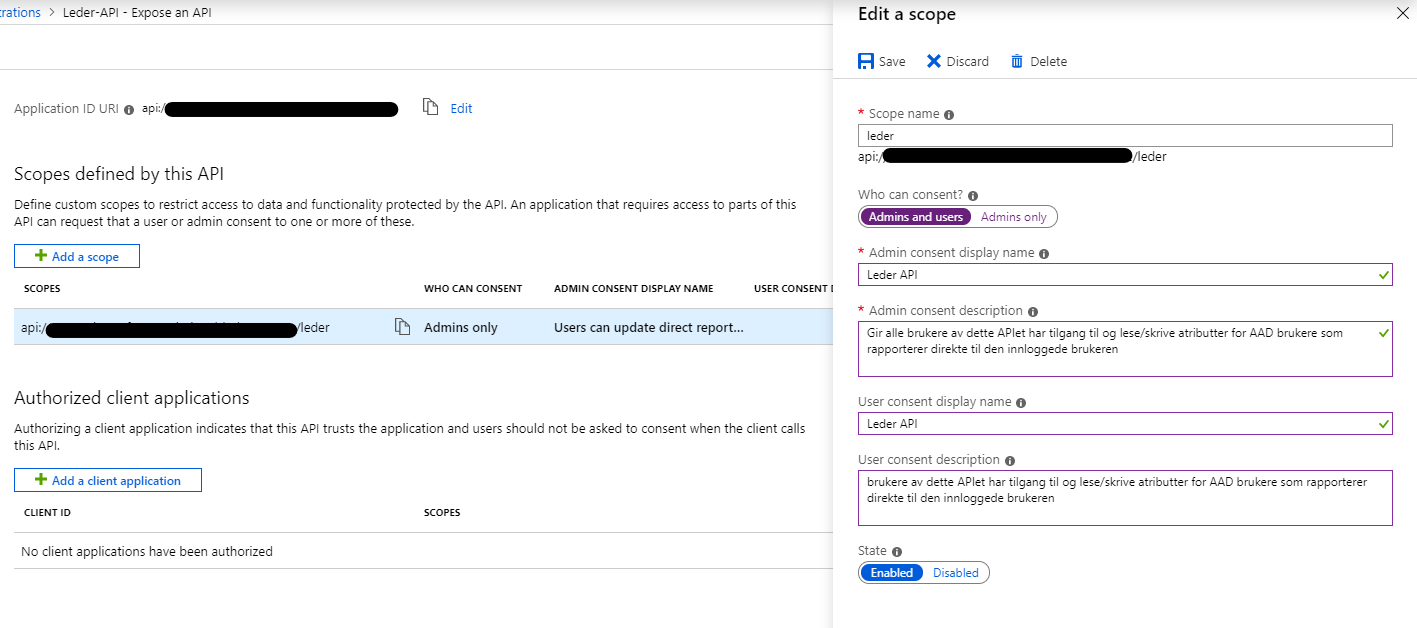 rations > Leder-API - Expose an API
Application ID URI api:/
Edit
Scopes defined by this API
Define custom scopes to restrict access to data and functionality protected by the API. An application that requires access to parts of this
API can request that a user or admin consent to one or more of these.
Add a scope
SCOPES WHO CAN CONSENT ADMIN CONSENT DISPLAY NAME USER CONSENT D
api:/ /leder Admins only Users can update direct report...
Authorized client applications
Authorizing a client application indicates that this API trusts the application and users should not be asked to consent when the client calls
this API.
Add a client application
CLIENT ID SCOPES
No client applications have been authorized
Edit a scope
Save Discard Delete
* Scope name
leder
api:/ /leder
Who can consent?
Admins and users Admins only
* Admin consent display name
Leder API
* Admin consent description
Gir alle brukere av dette APIet har tilgang til og lese/skrive atributter for AAD brukere som
rapporterer direkte til den innloggede brukeren
User consent display name
Leder API
User consent description
brukere av dette APIet har tilgang til og lese/skrive atributter for AAD brukere som rapporterer
direkte til den innloggede brukeren
State
Enabled Disabled